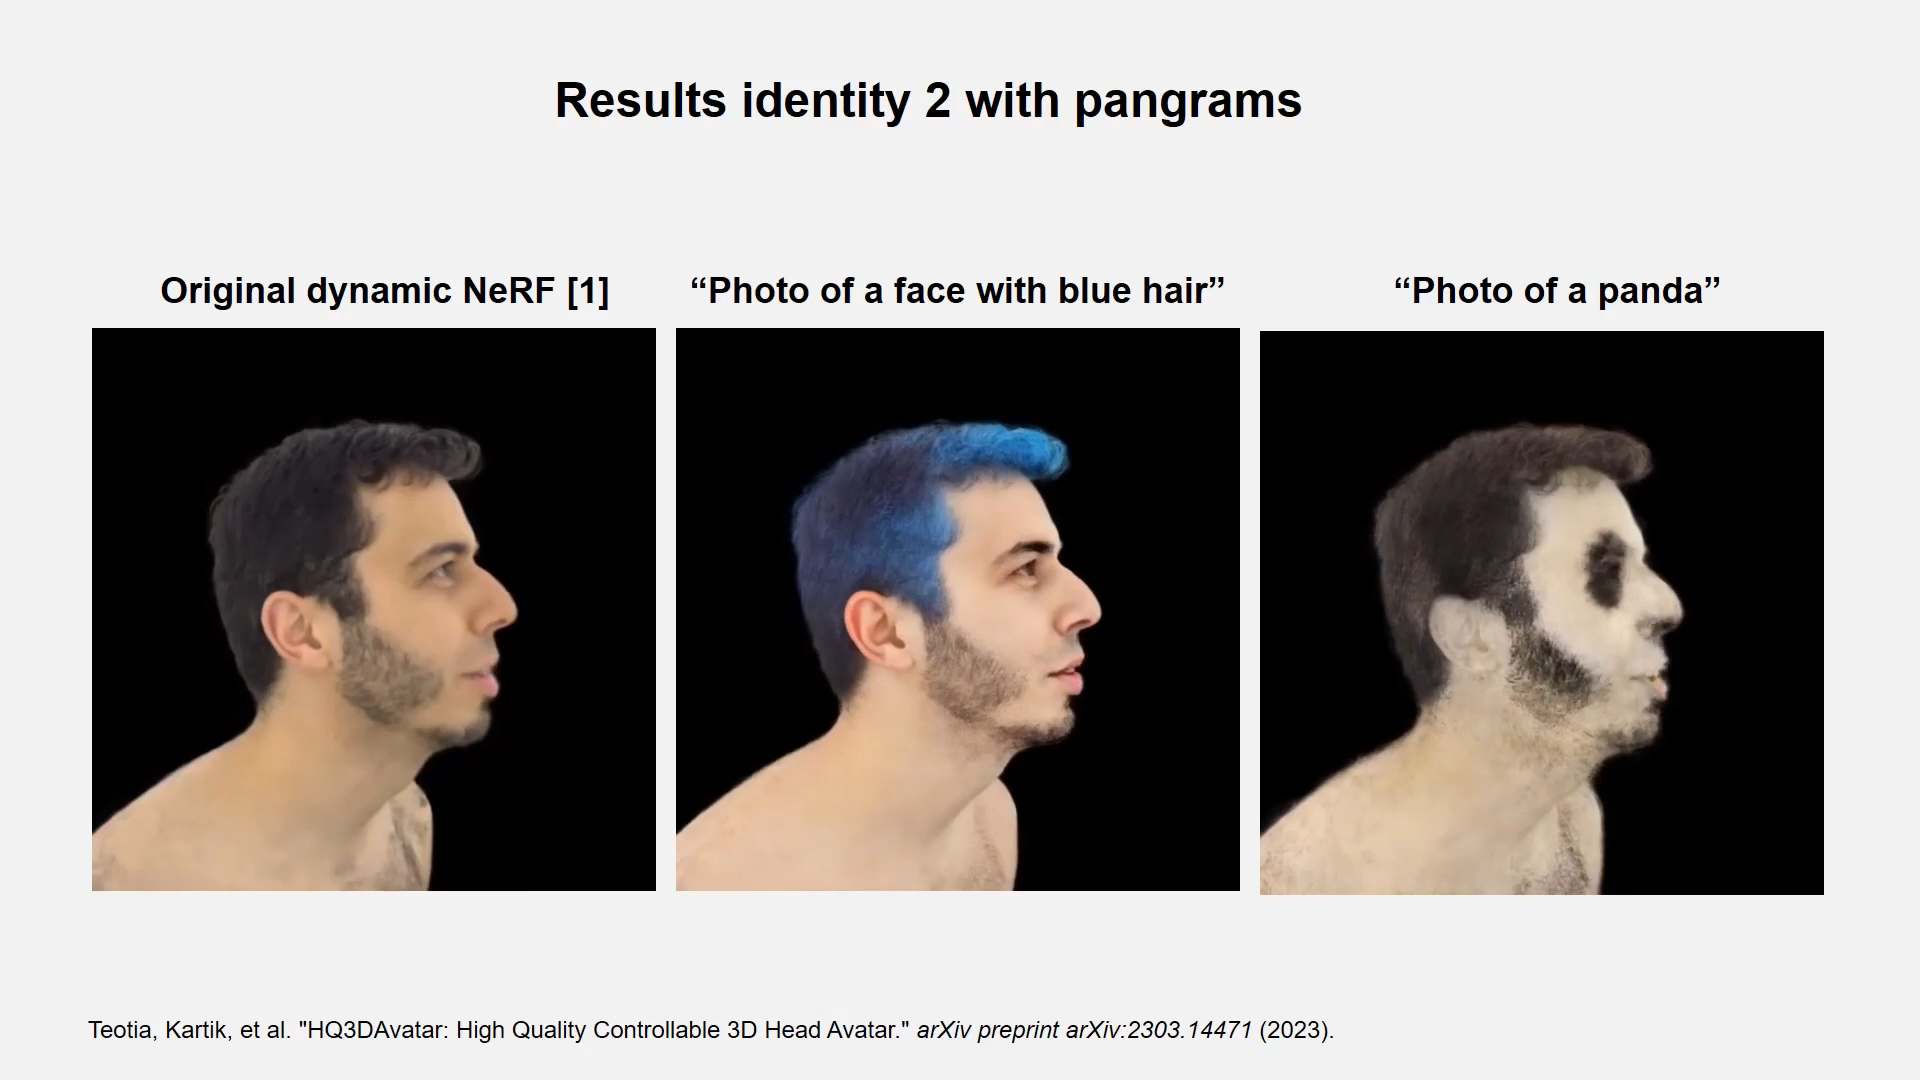 Results identity 2 with pangrams
Original dynamic NeRF [1]
“Photo of a face with blue hair”
“Photo of a panda”
Teotia, Kartik, et al. "HQ3DAvatar: High Quality Controllable 3D Head Avatar." arXiv preprint arXiv:2303.14471 (2023).